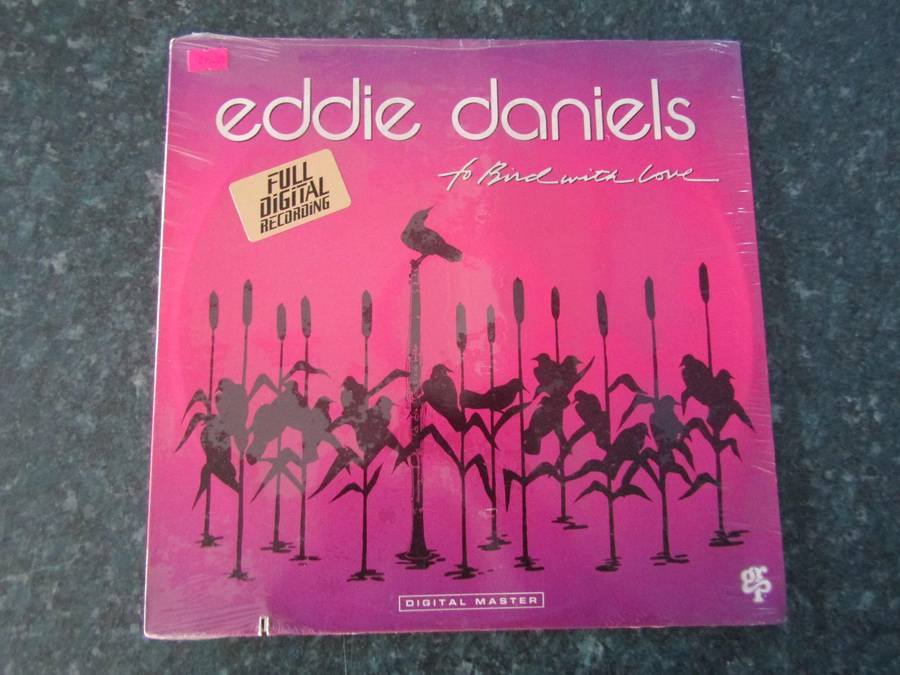 eddie daniels
to Bird with love
FULL
DiGiTAL
RECORDiNG
DIGITAL MASTER
grp